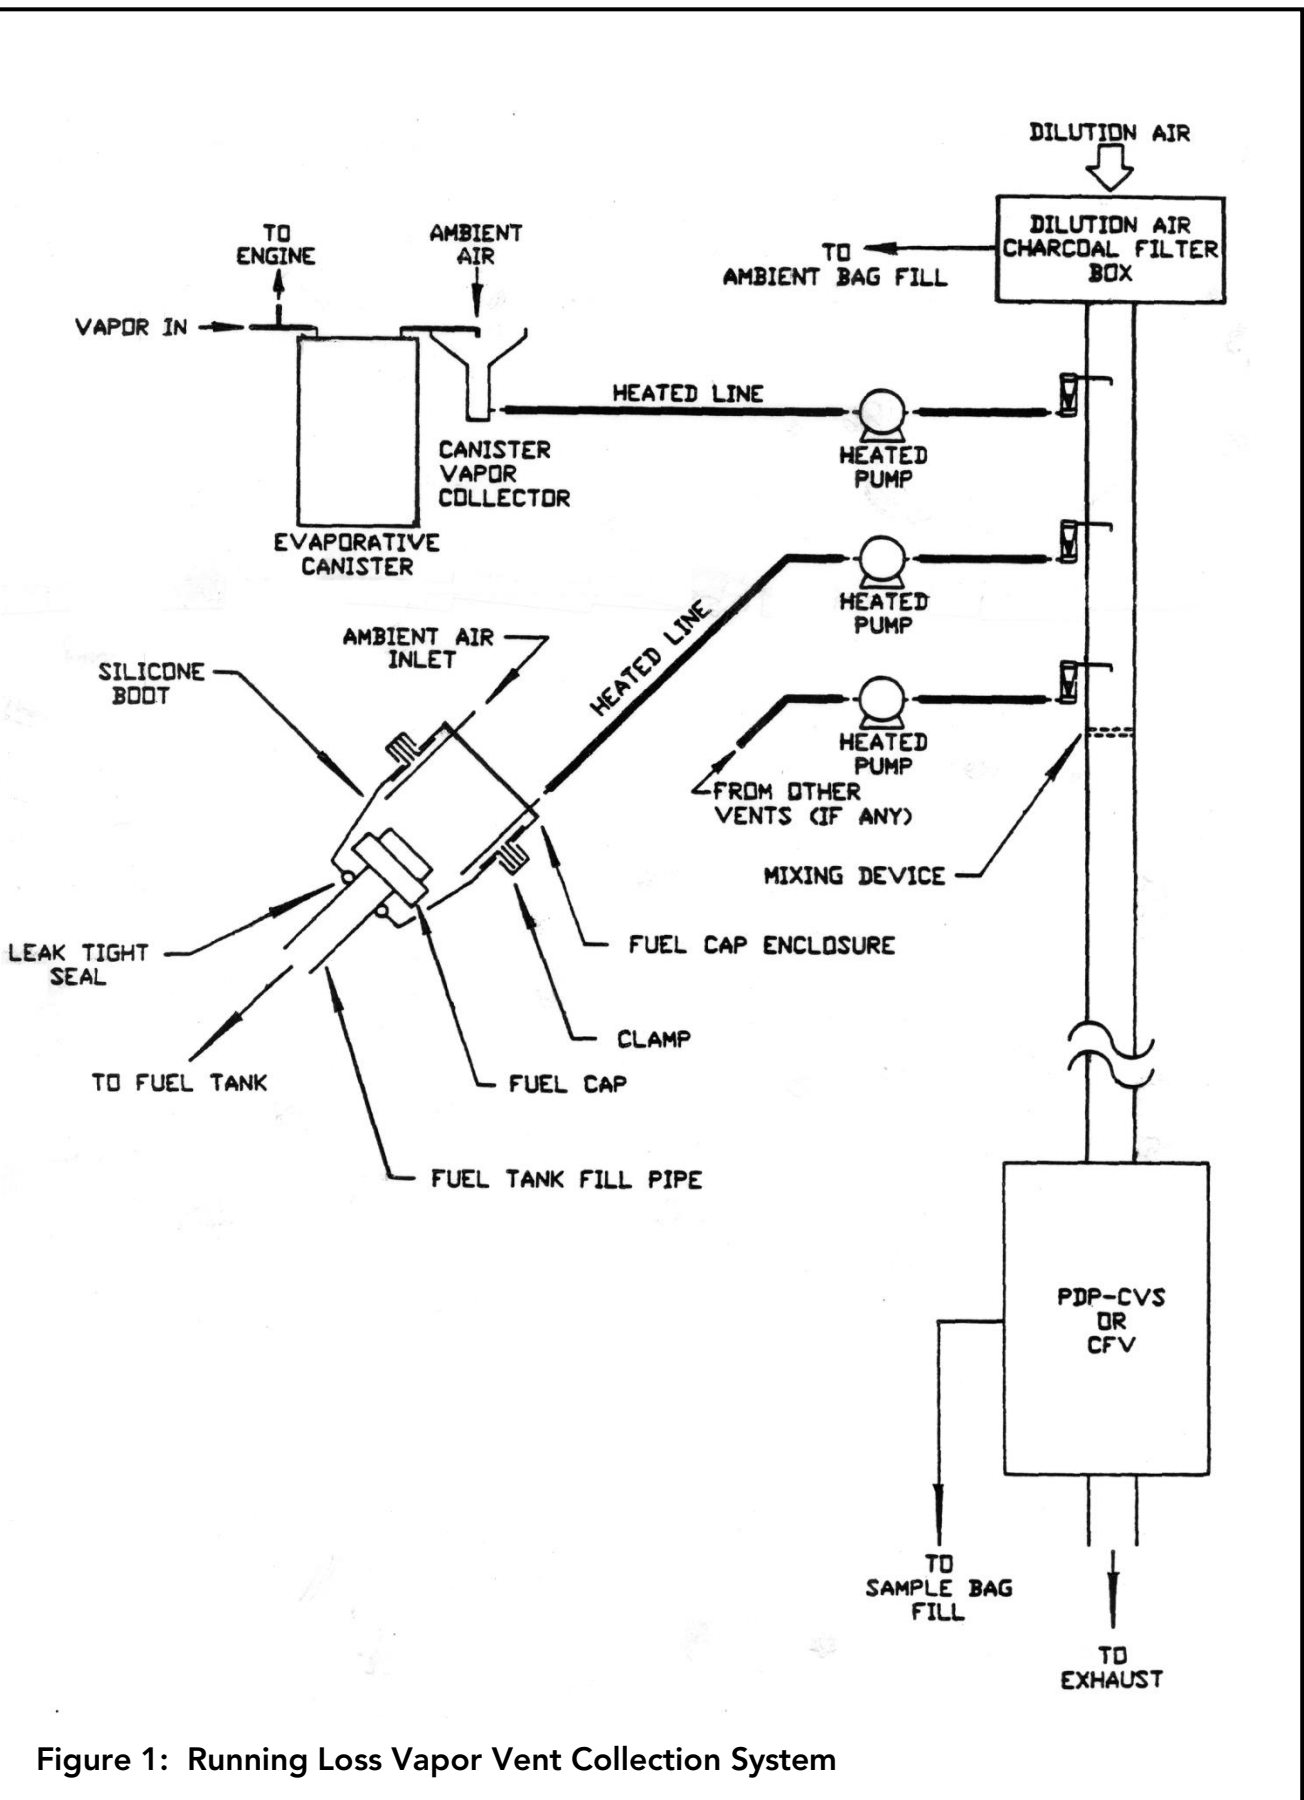 DILUTION AIR
DILUTION AIR
CHARCOAL FILTER
BOX
TO
AMBIENT BAG FILL
TO
ENGINE
AMBIENT
AIR
VAPOR IN
HEATED LINE
CANISTER
VAPOR
COLLECTOR
HEATED
PUMP
EVAPORATIVE
CANISTER
HEATED
PUMP
HEATED LINE
AMBIENT AIR
INLET
SILICONE
BOOT
HEATED
PUMP
FROM OTHER
VENTS (IF ANY)
MIXING DEVICE
LEAK TIGHT
SEAL
FUEL CAP ENCLOSURE
CLAMP
TO FUEL TANK
FUEL CAP
FUEL TANK FILL PIPE
PDP-CVS
OR
CFV
TO
SAMPLE BAG
FILL
TO
EXHAUST
Figure 1: Running Loss Vapor Vent Collection System